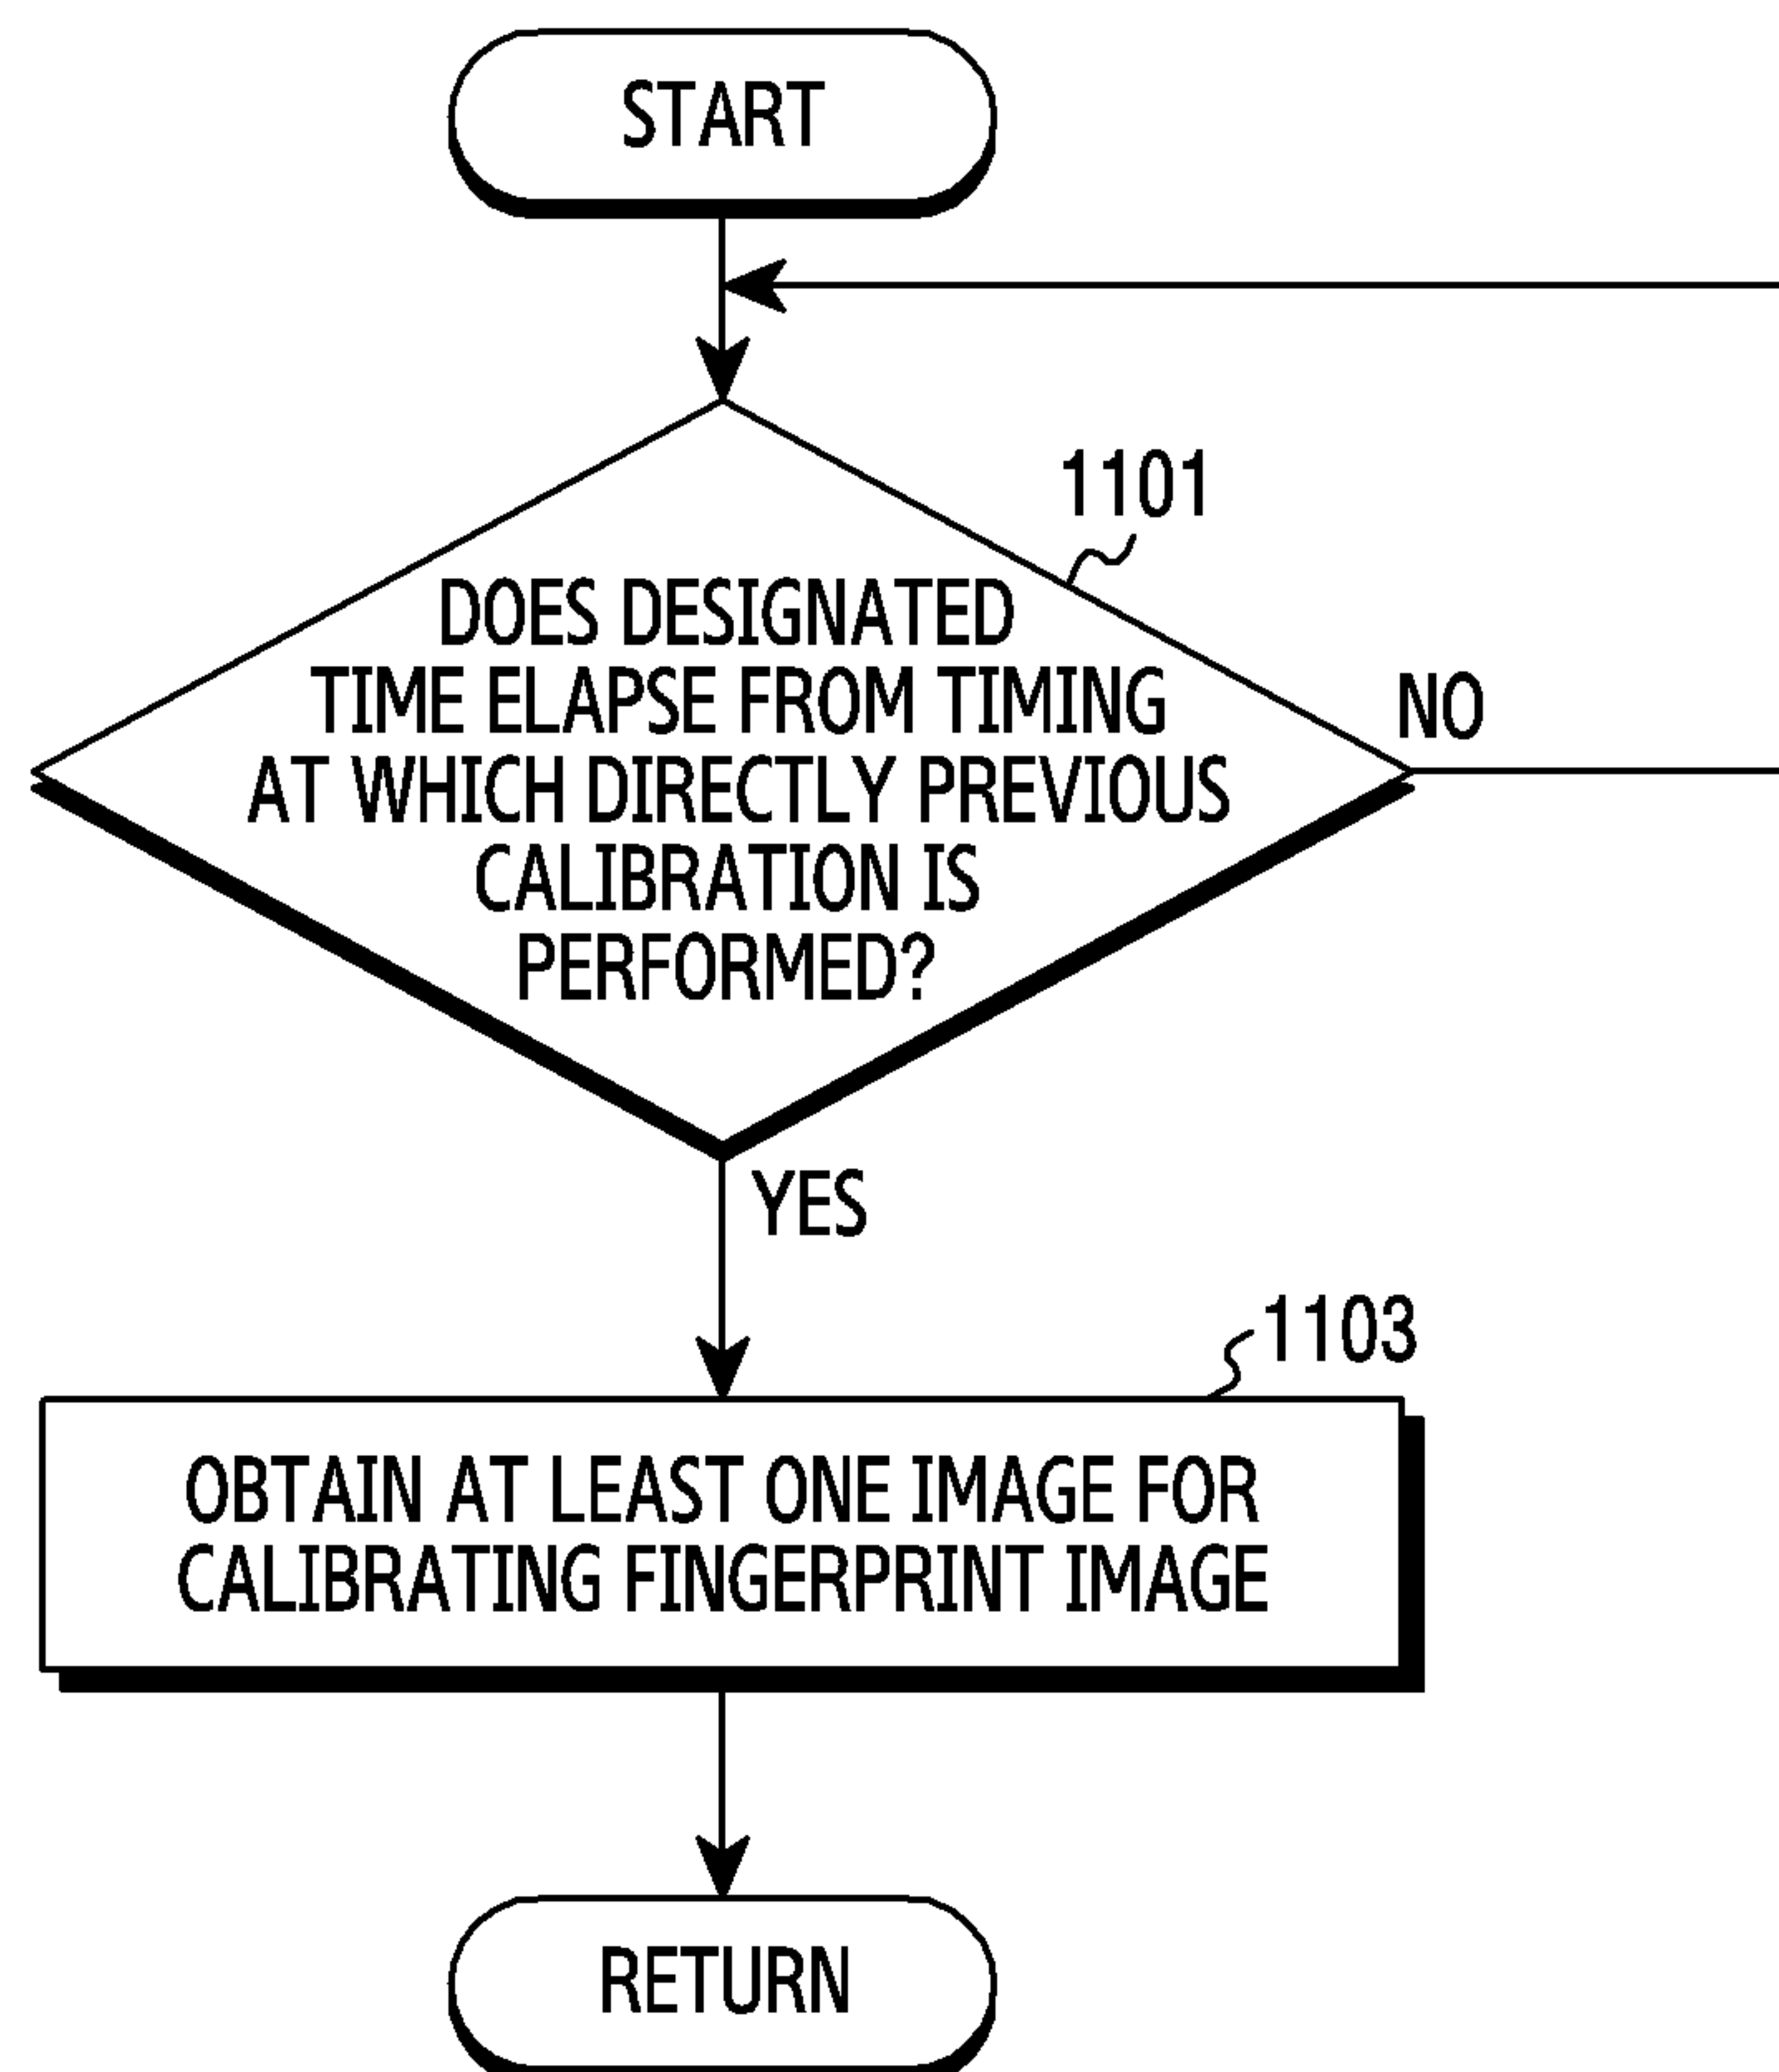 START
1101
DOES DESIGNATED
TIME ELAPSE FROM TIMING
AT WHICH DIRECTLY PREVIOUS
CALIBRATION IS
PERFORMED?
NO
YES
1103
OBTAIN AT LEAST ONE IMAGE FOR
CALIBRATING FINGERPRINT IMAGE
RETURN